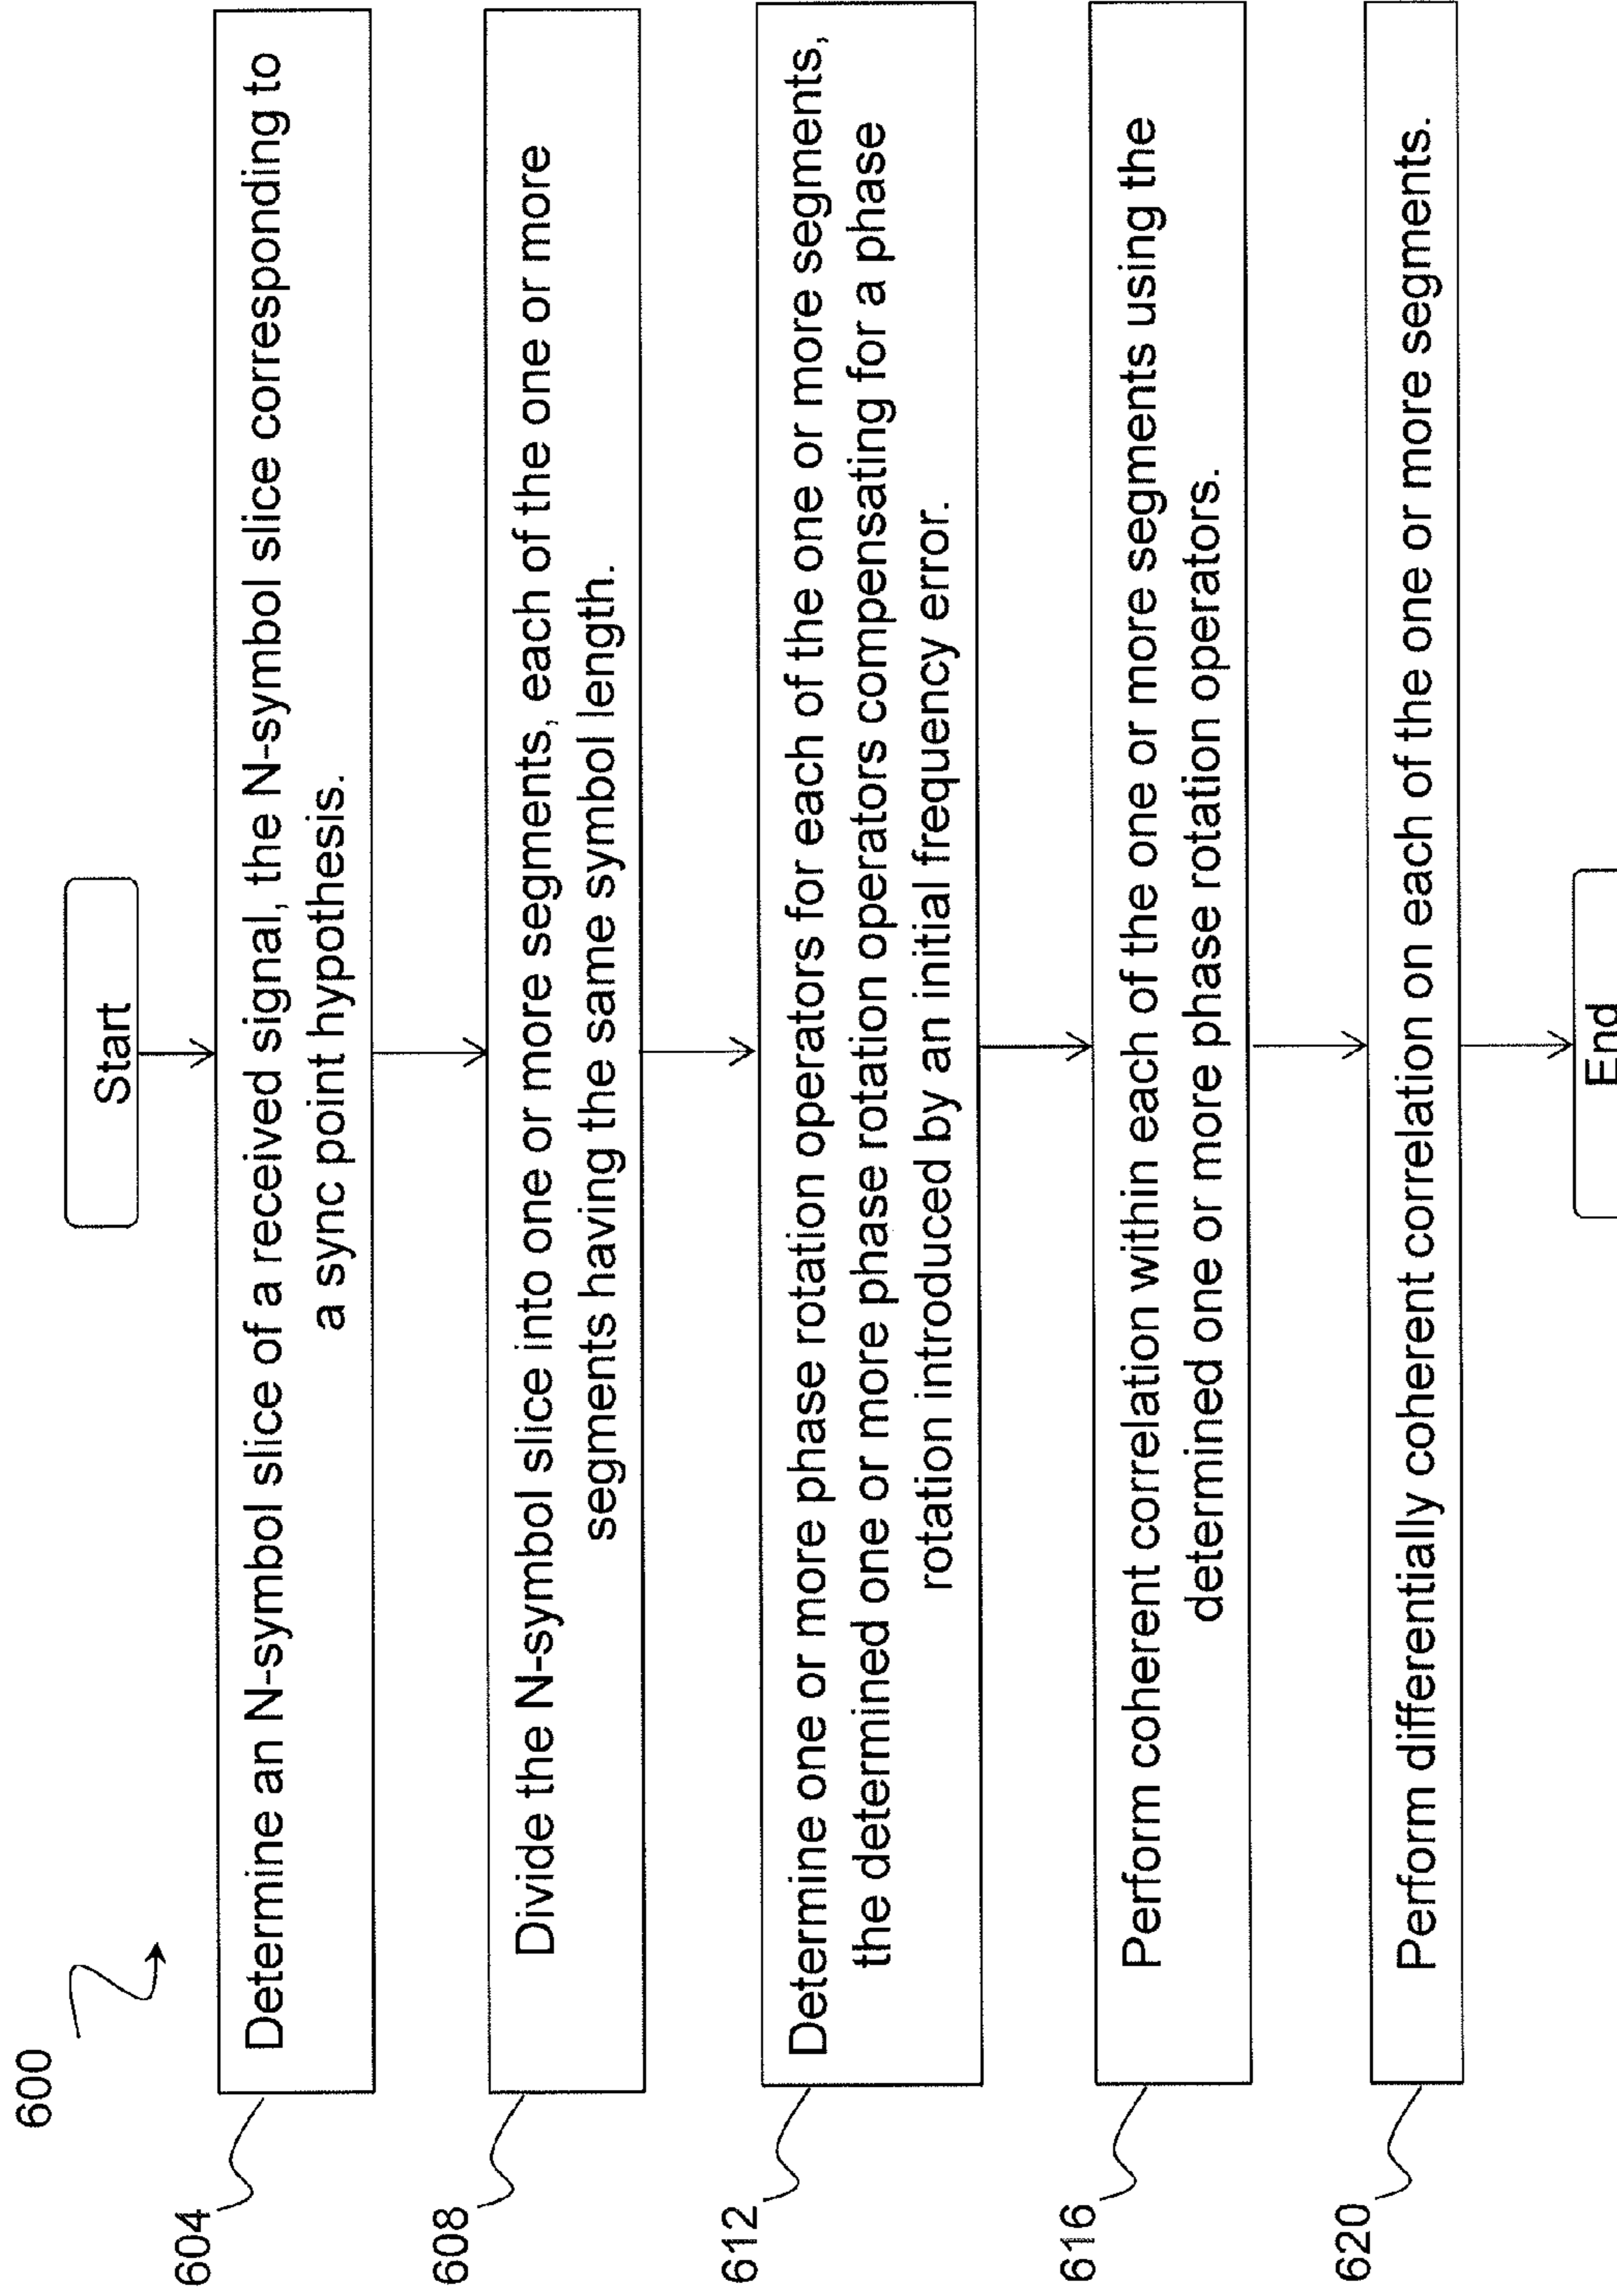 600
Start
604
Determine an N-symbol slice of a received signal, the N-symbol slice corresponding to
a sync point hypothesis.
608
Divide the N-symbol slice into one or more segments, each of the one or more
segments having the same symbol length.
612
Determine one or more phase rotation operators for each of the one or more segments,
the determined one or more phase rotation operators compensating for a phase
rotation introduced by an initial frequency error.
616
Perform coherent correlation within each of the one or more segments using the
determined one or more phase rotation operators.
620
Perform differentially coherent correlation on each of the one or more segments.
End